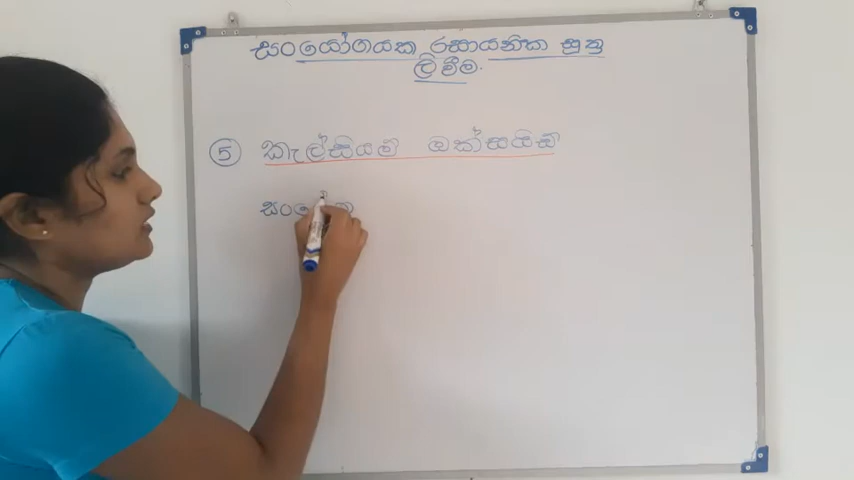 සංයෝගයක රසායනික සූත්‍ර
ලිවීම.
5 කැල්සියම් ඔක්සයිඩ්